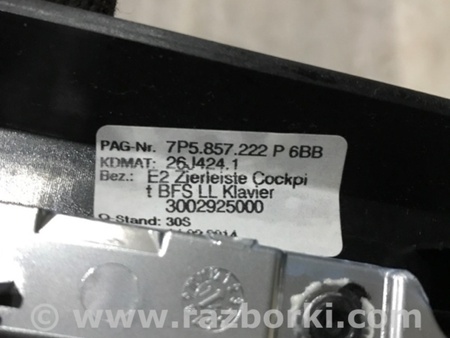 PAG-Nr. 7P5.857.222 P 6BB
KDMAT: 26J424.1
Bez.: E2 Zierleiste Cockpi
t BFS LL Klavier
3002925000
Q-Stand: 30S
© www.razborki.com